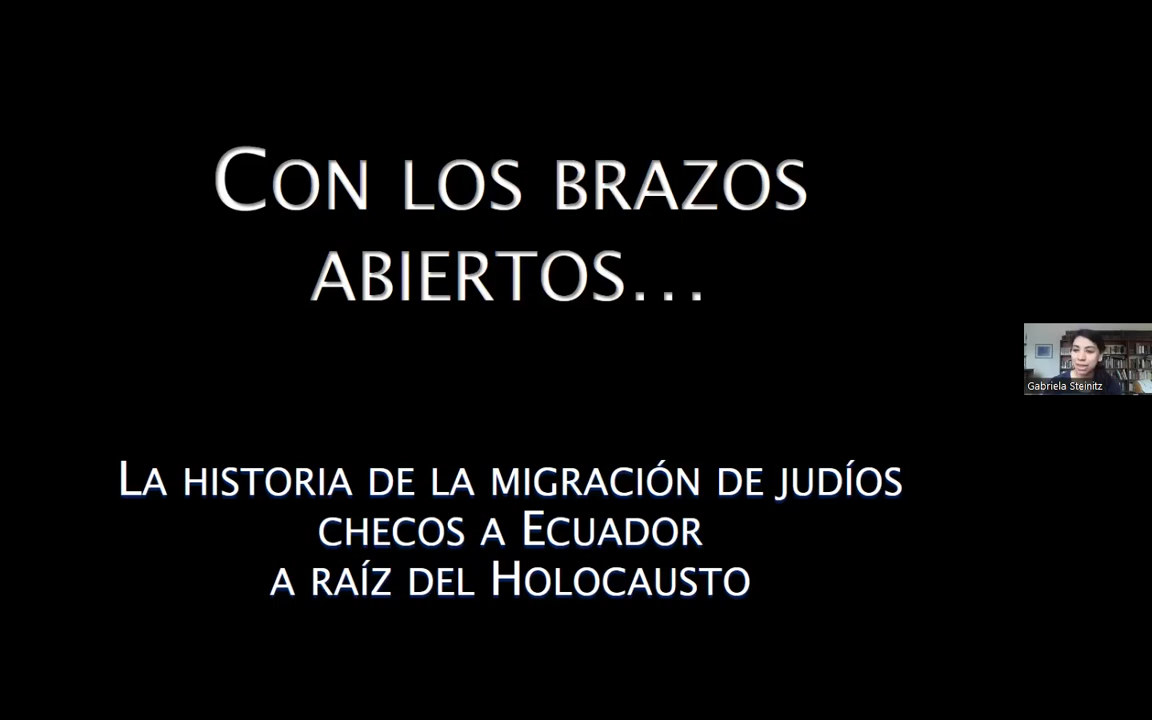 Con los brazos
abiertos...
La historia de la migración de judíos
checos a Ecuador
a raíz del Holocausto
Gabriela Steinitz